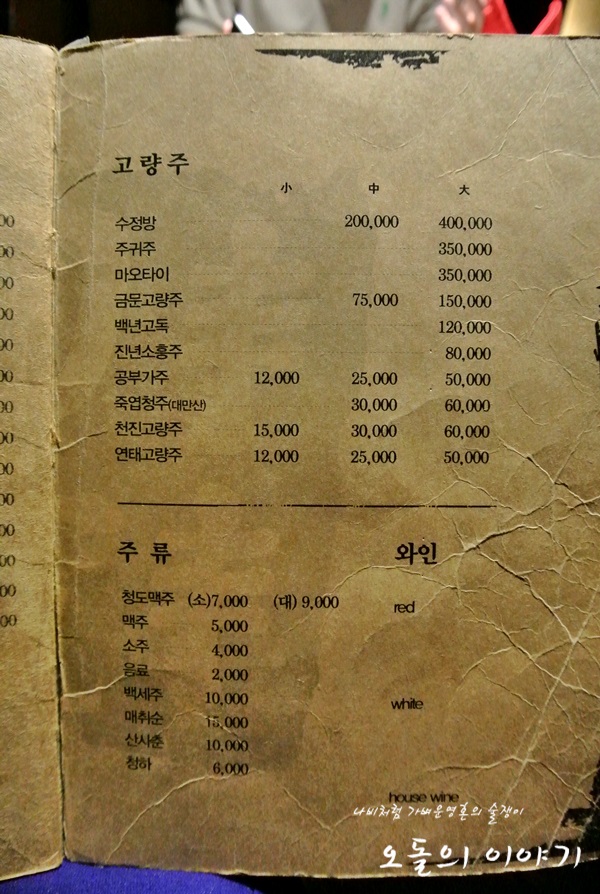 고량주
小 中 大
수정방 200,000 400,000
주귀주 350,000
마오타이 350,000
금문고량주 75,000 150,000
백년고독 120,000
진년소흥주 80,000
공부가주 12,000 25,000 50,000
죽엽청주(대만산) 30,000 60,000
천진고량주 15,000 30,000 60,000
연태고량주 12,000 25,000 50,000
주 류
청도맥주 (소)7,000 (대) 9,000
맥주 5,000
소주 4,000
음료 2,000
백세주 10,000
매취순 15,000
산사춘 10,000
청하 6,000
와인
red
white
house wine
나비처럼 가벼운영혼의 술쟁이
오돌의 이야기